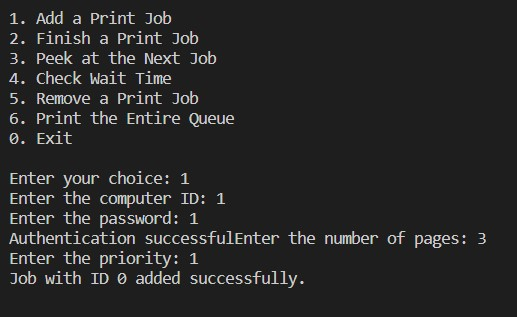 1. Add a Print Job
2. Finish a Print Job
3. Peek at the Next Job
4. Check Wait Time
5. Remove a Print Job
6. Print the Entire Queue
0. Exit
Enter your choice: 1
Enter the computer ID: 1
Enter the password: 1
Authentication successfulEnter the number of pages: 3
Enter the priority: 1
Job with ID 0 added successfully.